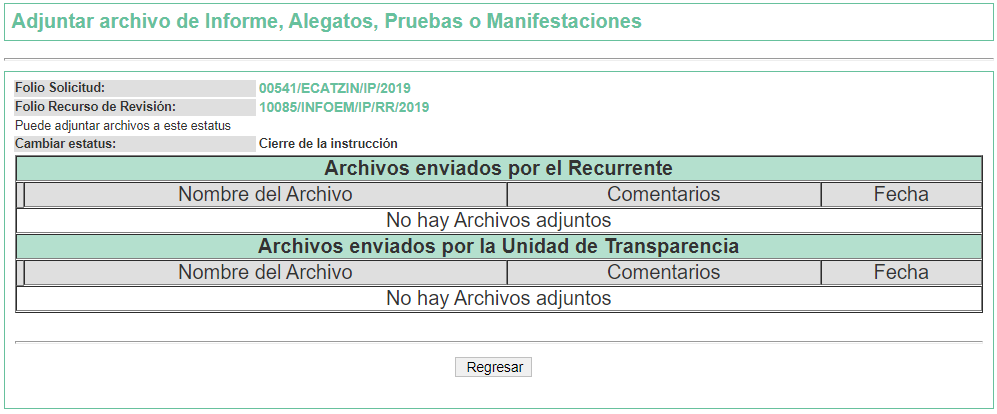 Adjuntar archivo de Informe, Alegatos, Pruebas o Manifestaciones
Folio Solicitud: 00541/ECATZIN/IP/2019
Folio Recurso de Revisión: 10085/INFOEM/IP/RR/2019
Puede adjuntar archivos a este estatus
Cambiar estatus: Cierre de la instrucción
Archivos enviados por el Recurrente
Nombre del Archivo Comentarios Fecha
No hay Archivos adjuntos
Archivos enviados por la Unidad de Transparencia
Nombre del Archivo Comentarios Fecha
No hay Archivos adjuntos
Regresar